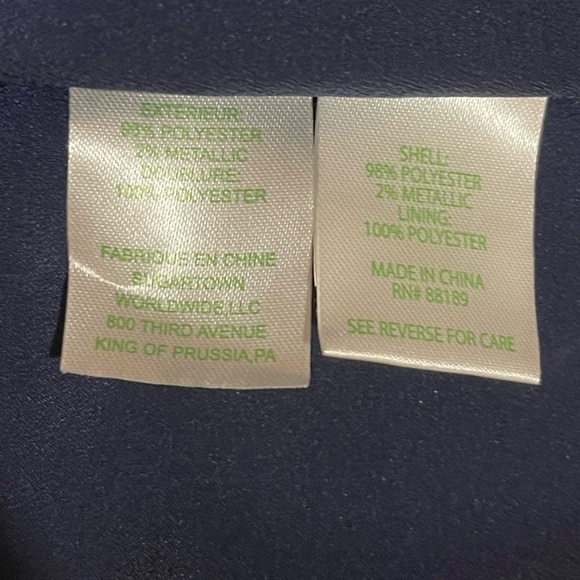 EXTERIEUR:
98% POLYESTER
2% METALLIC
DOUBLURE:
100% POLYESTER
FABRIQUE EN CHINE
SUGARTOWN
WORLDWIDE,LLC
800 THIRD AVENUE
KING OF PRUSSIA,PA
SHELL:
98% POLYESTER
2% METALLIC
LINING:
100% POLYESTER
MADE IN CHINA
RN# 88189
SEE REVERSE FOR CARE